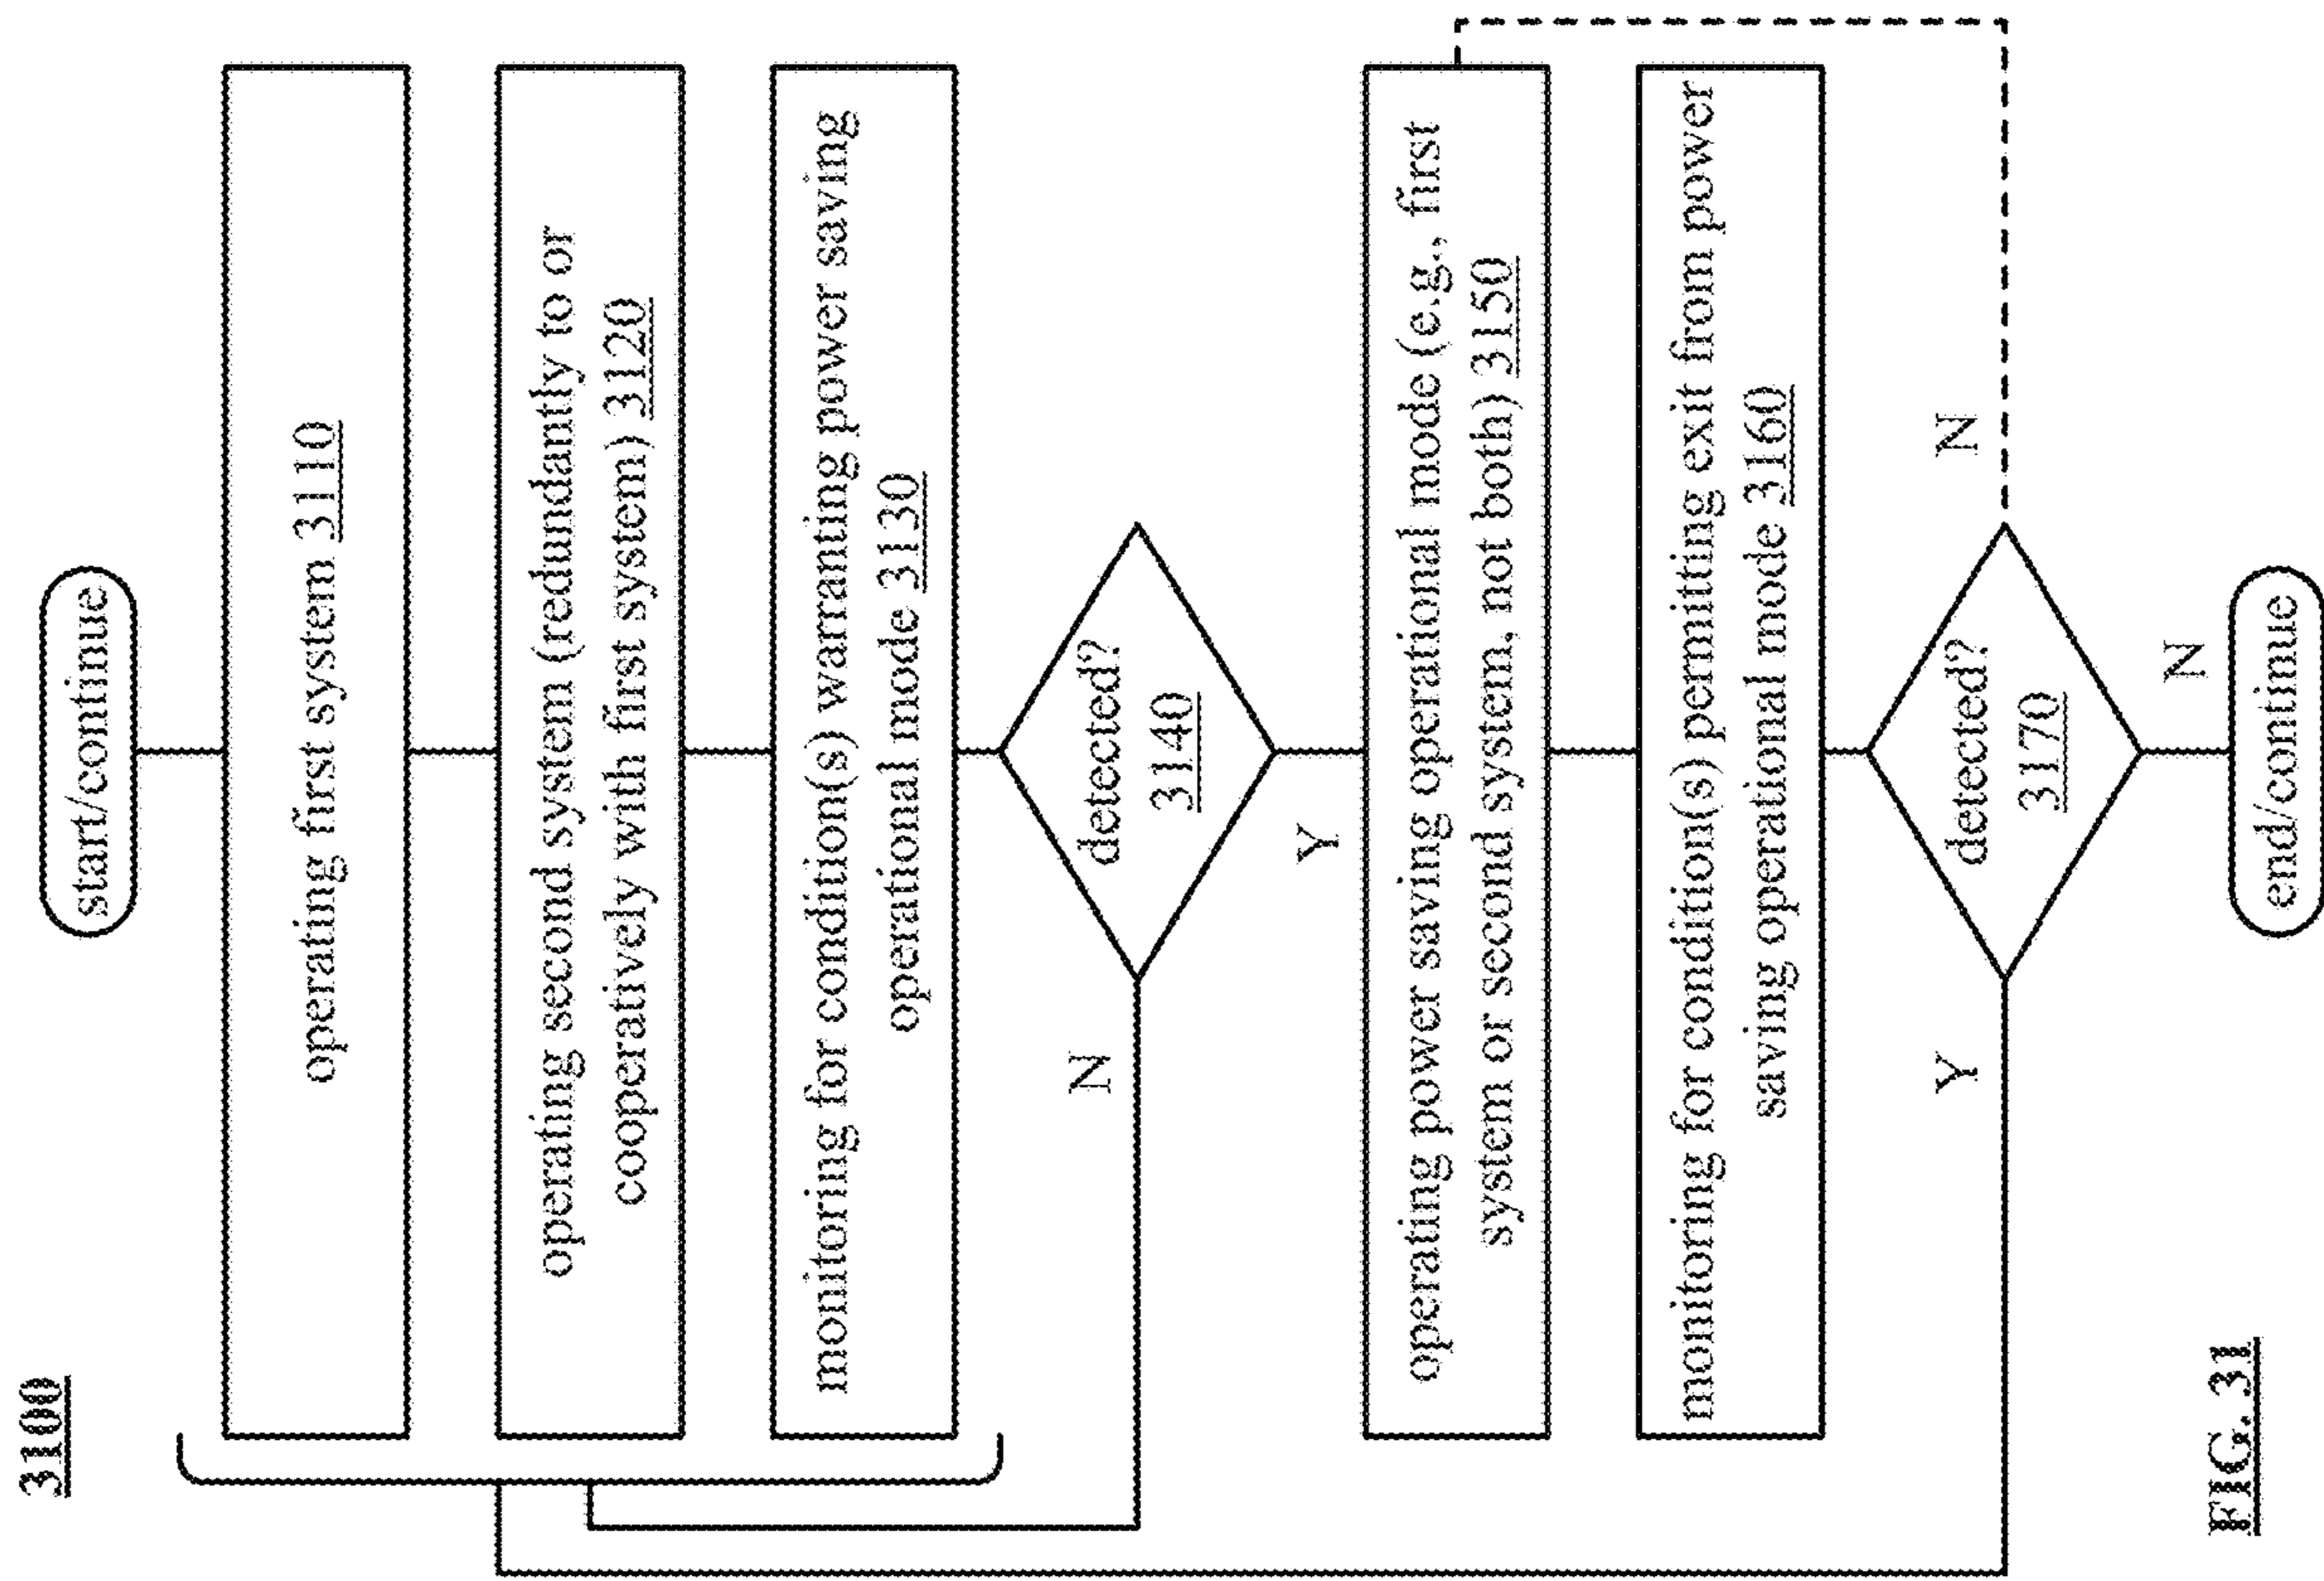 3100
start/continue
operating first system 3110
operating second system (redundantly to or
cooperatively with first system) 3120
monitoring for condition(s) warranting power saving
operational mode 3130
detected?
3140
N
Y
operating power saving operational mode (e.g., first
system or second system, not both) 3150
monitoring for condition(s) permitting exit from power
saving operational mode 3160
detected?
3170
Y
N
N
end/continue
FIG. 31